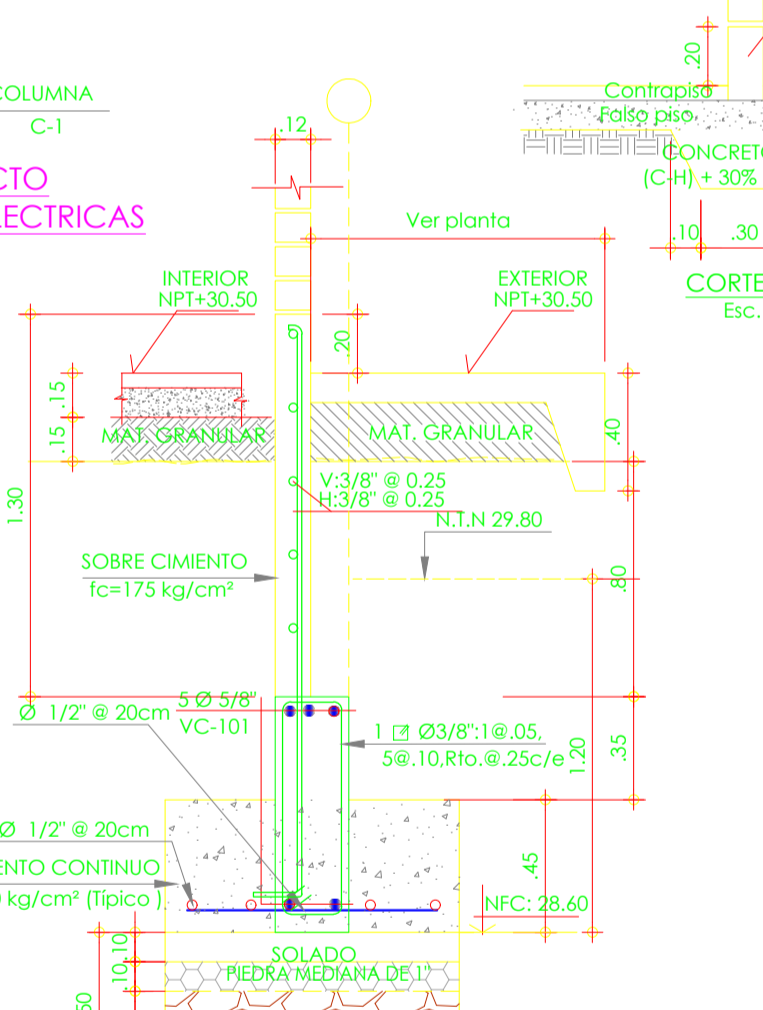 COLUMNA
C-1
CTO
LECTRICAS
.12
Ver planta
.20
Contrapiso
Falso piso
CONCRETO
(C-H) + 30%
.10
.30
CORTE
Esc.
INTERIOR
NPT+30.50
EXTERIOR
NPT+30.50
.20
.15
.15
MAT. GRANULAR
MAT. GRANULAR
.40
1.30
V:3/8" @ 0.25
H:3/8" @ 0.25
N.T.N 29.80
SOBRE CIMIENTO
fc=175 kg/cm²
.80
5 Ø 5/8"
VC-101
Ø 1/2" @ 20cm
1 Ø3/8":1@.05,
5@.10,Rto.@.25c/e
1.20
.35
Ø 1/2" @ 20cm
ENTO CONTINUO
kg/cm² (Típico )
.45
NFC: 28.60
.10
.10
SOLADO
PIEDRA MEDIANA DE 1"
50